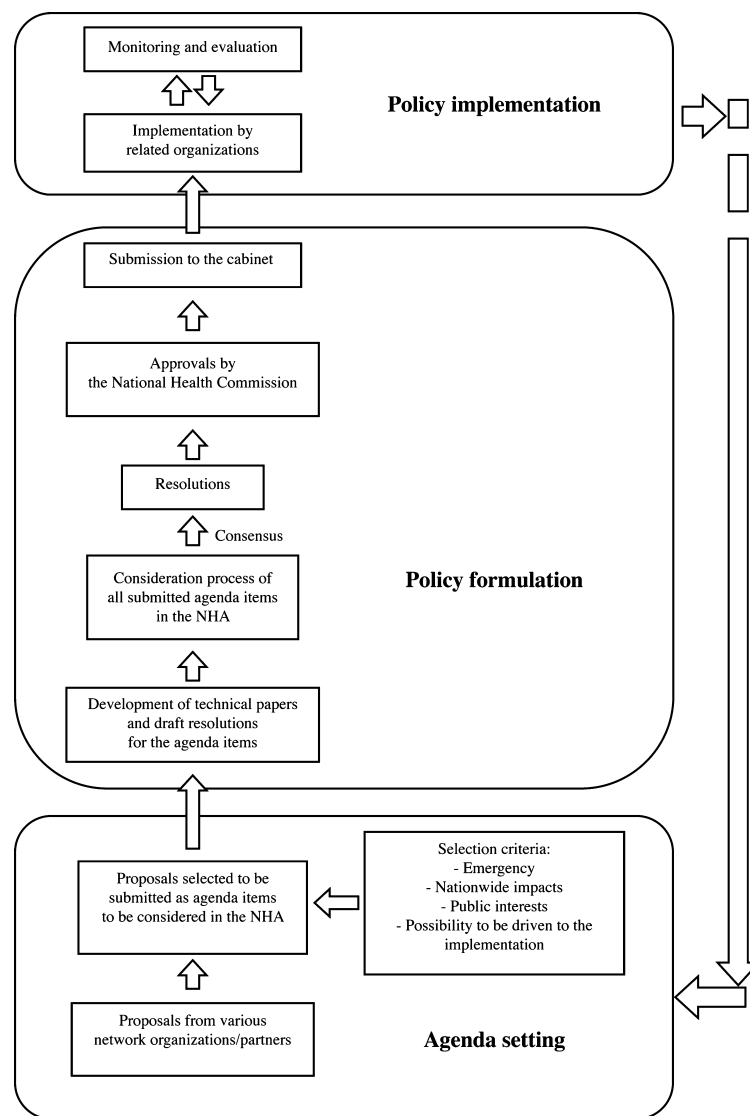 Monitoring and evaluation
Policy implementation
Implementation by
related organizations
Submission to the cabinet
Approvals by
the National Health Commission
Resolutions
Consensus
Consideration process of
all submitted agenda items
in the NHA
Policy formulation
Development of technical papers
and draft resolutions
for the agenda items
Proposals selected to be
submitted as agenda items
to be considered in the NHA
Selection criteria:
- Emergency
- Nationwide impacts
- Public interests
- Possibility to be driven to the
implementation
Proposals from various
network organizations/partners
Agenda setting